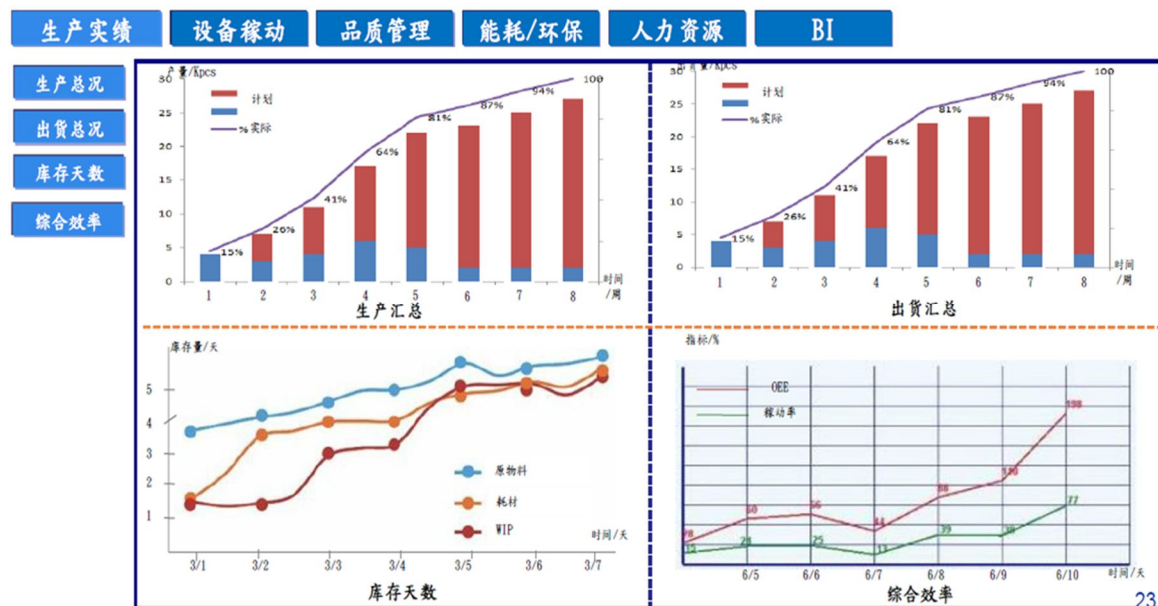 生产实绩 设备稼动 品质管理 能耗/环保 人力资源 BI
生产总况
出货总况
库存天数
综合效率
产量/Kpcs
30
25
20
15
10
5
0
计划
%实际
15% 26% 41% 64% 81% 87% 94% 100
1 2 3 4 5 6 7 8
时间
/周
生产汇总
30
25
20
15
10
5
0
计划
%实际
15% 26% 41% 64% 81% 87% 94% 100
1 2 3 4 5 6 7 8
时间
/周
出货汇总
库存量/天
5
4
3
2
1
原物料
耗材
WIP
时间/天
3/1 3/2 3/3 3/4 3/5 3/6 3/7
库存天数
指标/%
OEE
稼动率
60 56 44 88 198
25 13 39 77
6/5 6/6 6/7 6/8 6/9 6/10
时间/天
综合效率
23